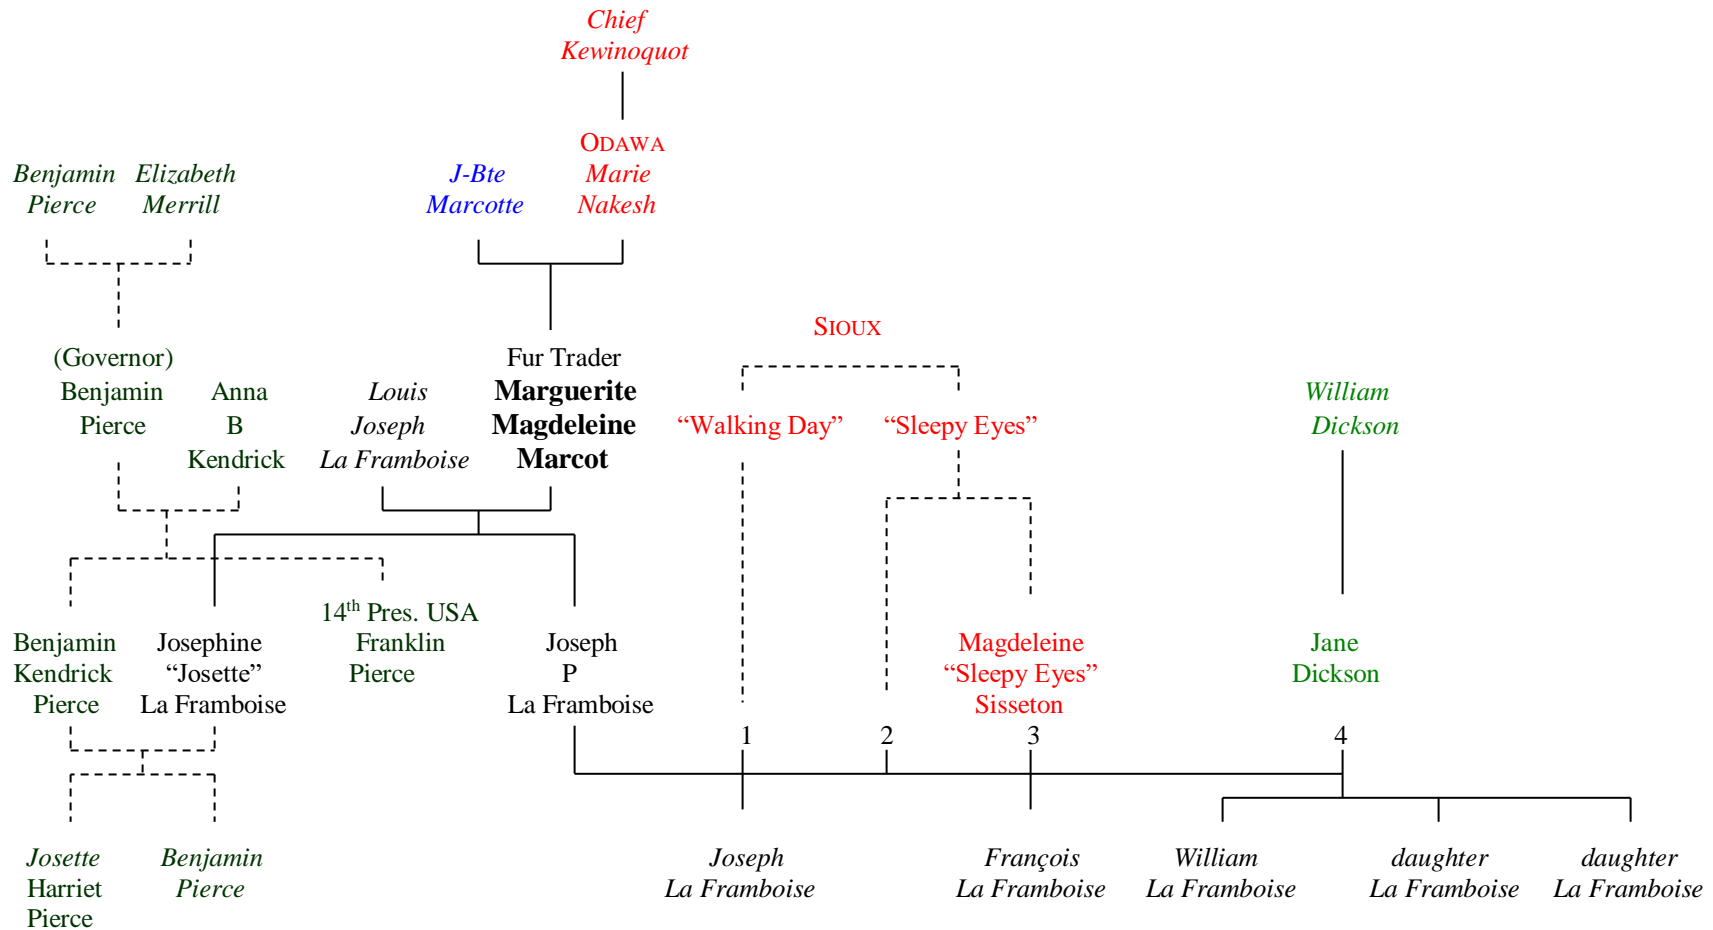 Chief
Kewinoquot
ODAWA
Benjamin Elizabeth J-Bte Marie
Pierce Merrill Marcotte Nakesh
SIOUX
(Governor) Fur Trader
Benjamin Anna Louis Marguerite William
Pierce B Joseph Magdeleine “Walking Day” “Sleepy Eyes” Dickson
Kendrick La Framboise Marcot
14th Pres. USA
Benjamin Josephine Franklin Joseph Magdeleine Jane
Kendrick “Josette” Pierce P “Sleepy Eyes” Dickson
Pierce La Framboise La Framboise Sisseton
1 2 3 4
Josette Benjamin Joseph François William daughter daughter
Harriet Pierce La Framboise La Framboise La Framboise La Framboise La Framboise
Pierce